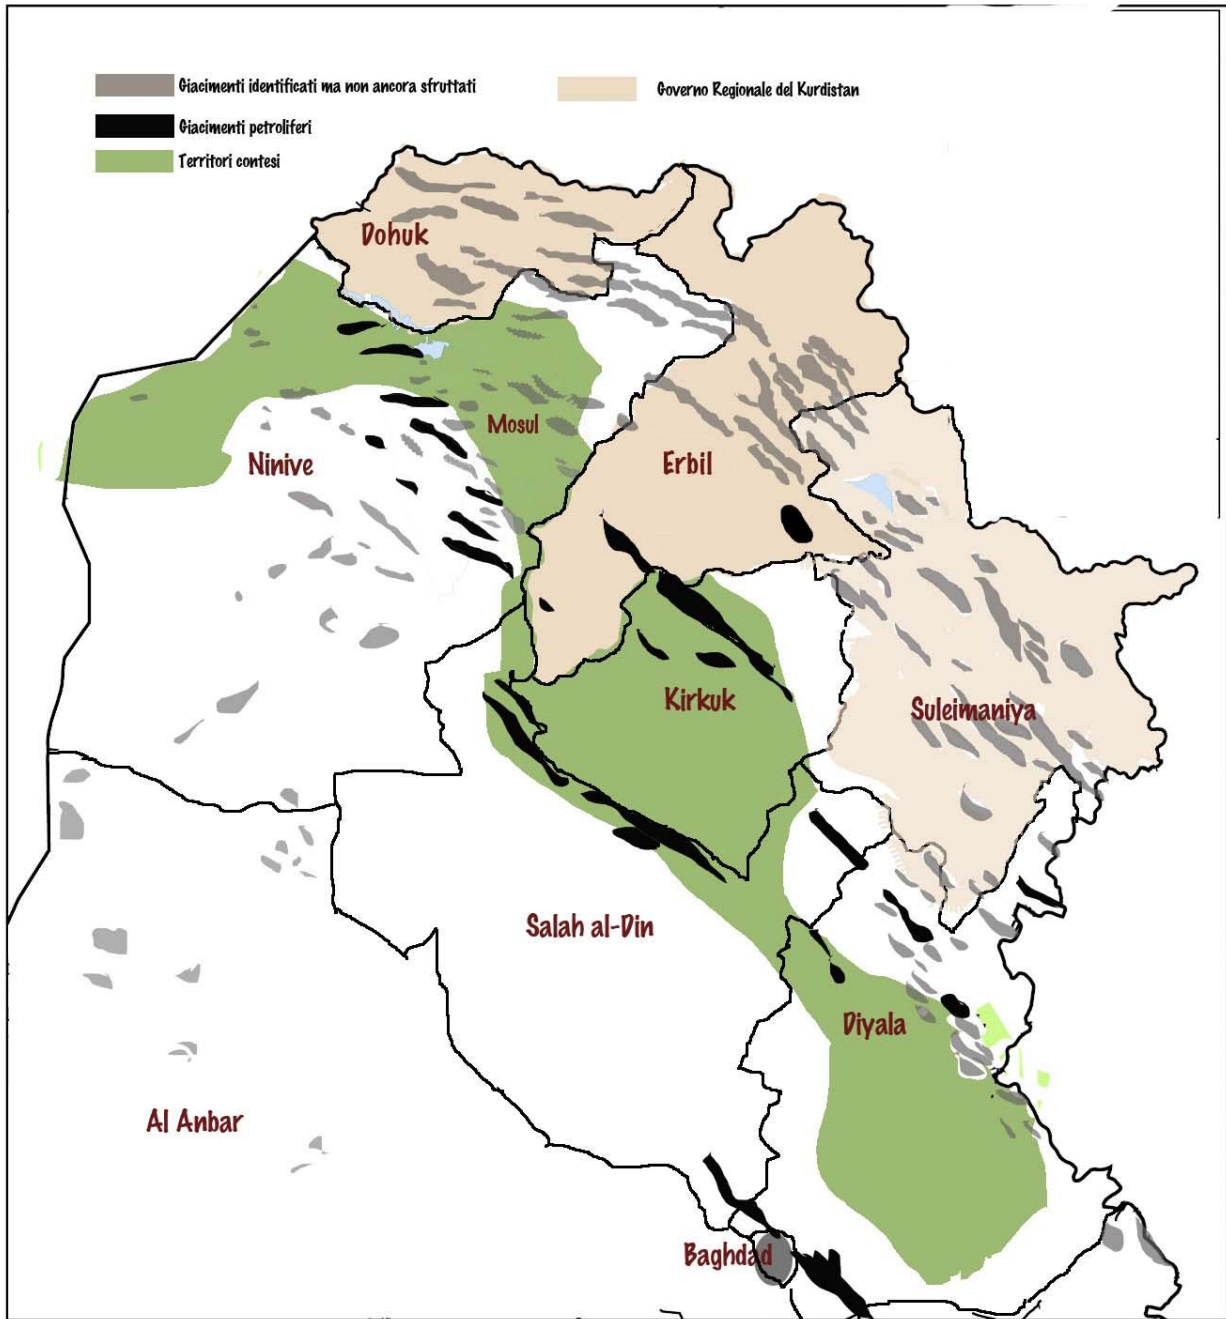 Giacimenti identificati ma non ancora sfruttati
Governo Regionale del Kurdistan
Giacimenti petroliferi
Territori contesi
Dohuk
Mosul
Ninive
Erbil
Kirkuk
Suleimaniya
Salah al-Din
Diyala
Al Anbar
Baghdad